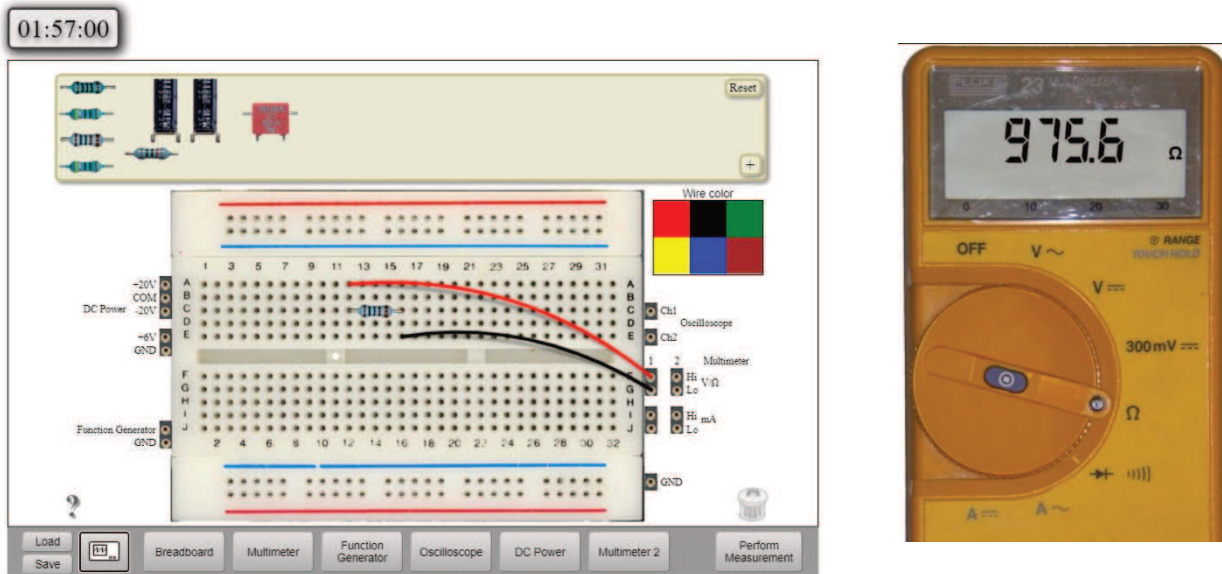 01:57:00
Reset
+
Wire color
1 3 5 7 9 11 13 15 17 19 21 23 25 27 29 31
A
B
C
D
E
A
B
C
D
E
DC Power
+20V
COM
-20V
+6V
GND
Ch1
Ch2
Oscilloscope
1 2 Multimeter
Hi
Lo
V/Ω
Hi
Lo
mA
F
G
H
I
J
G
H
I
J
Function Generator
GND
2 4 6 8 10 12 14 16 18 20 22 24 26 28 30 32
GND
?
Load
Save
Breadboard
Multimeter
Function
Generator
Oscilloscope
DC Power
Multimeter 2
Perform
Measurement
FLUKE 23 MULTIMETER
975.6 Ω
0 10 20 30
OFF
V~
RANGE
TOUCH HOLD
V
300mV
Ω
A
A~